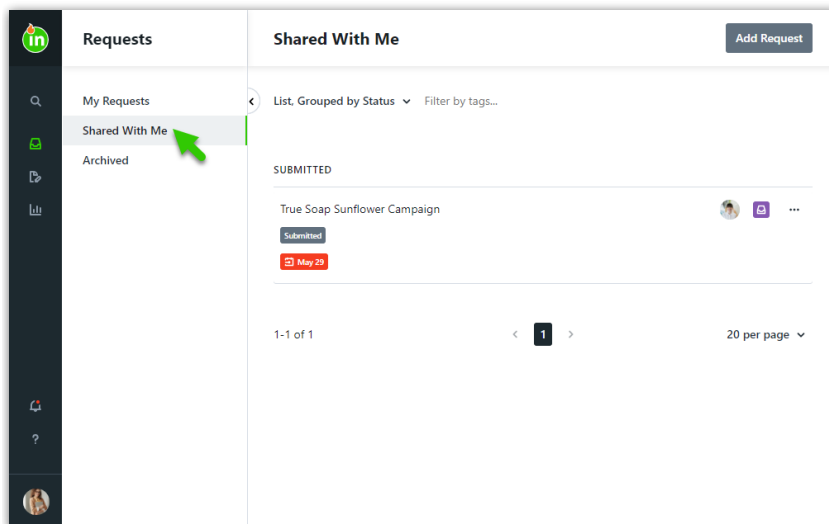 in
Requests
Shared With Me
Add Request
My Requests
Shared With Me
Archived
List, Grouped by Status
Filter by tags...
SUBMITTED
True Soap Sunflower Campaign
Submitted
May 29
1-1 of 1
1
20 per page
?